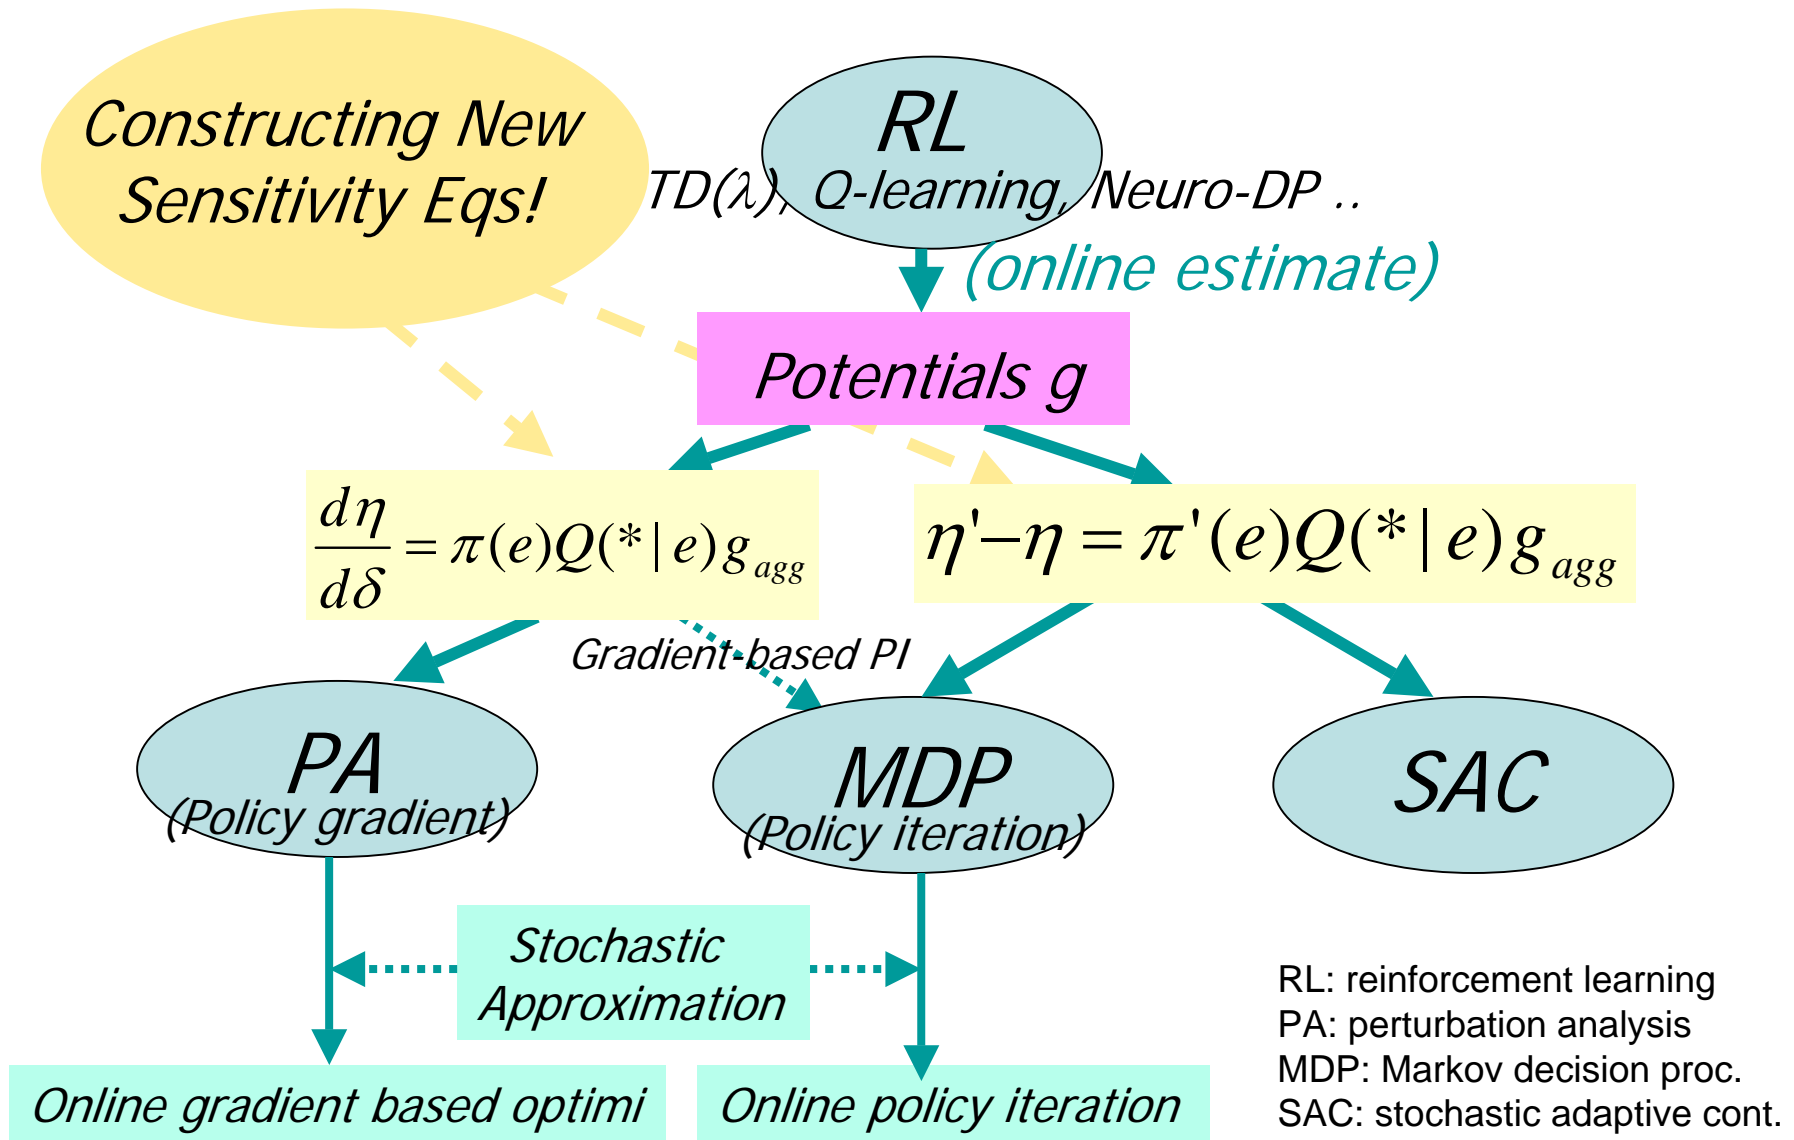 Constructing New
Sensitivity Eqs!
RL
TD(λ), Q-learning, Neuro-DP ..
(online estimate)
Potentials g
dη/dδ = π(e)Q(*|e)g_agg
η'−η = π'(e)Q(*|e)g_agg
Gradient-based PI
PA
(Policy gradient)
MDP
(Policy iteration)
SAC
Stochastic
Approximation
Online gradient based optimi
Online policy iteration
RL: reinforcement learning
PA: perturbation analysis
MDP: Markov decision proc.
SAC: stochastic adaptive cont.